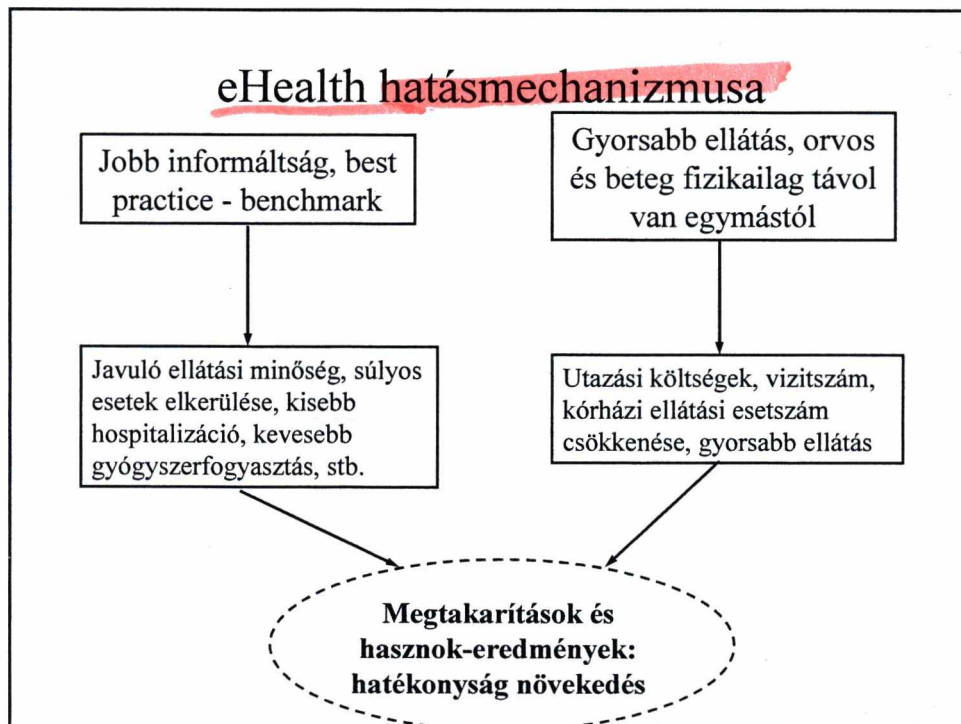 eHealth hatásmechanizmusa
Jobb informáltság, best
practice - benchmark
Gyorsabb ellátás, orvos
és beteg fizikailag távol
van egymástól
Javuló ellátási minőség, súlyos
esetek elkerülése, kisebb
hospitalizáció, kevesebb
gyógyszerfogyasztás, stb.
Utazási költségek, vizitszám,
kórházi ellátási esetszám
csökkenése, gyorsabb ellátás
Megtakarítások és
hasznok-eredmények:
hatékonyság növekedés